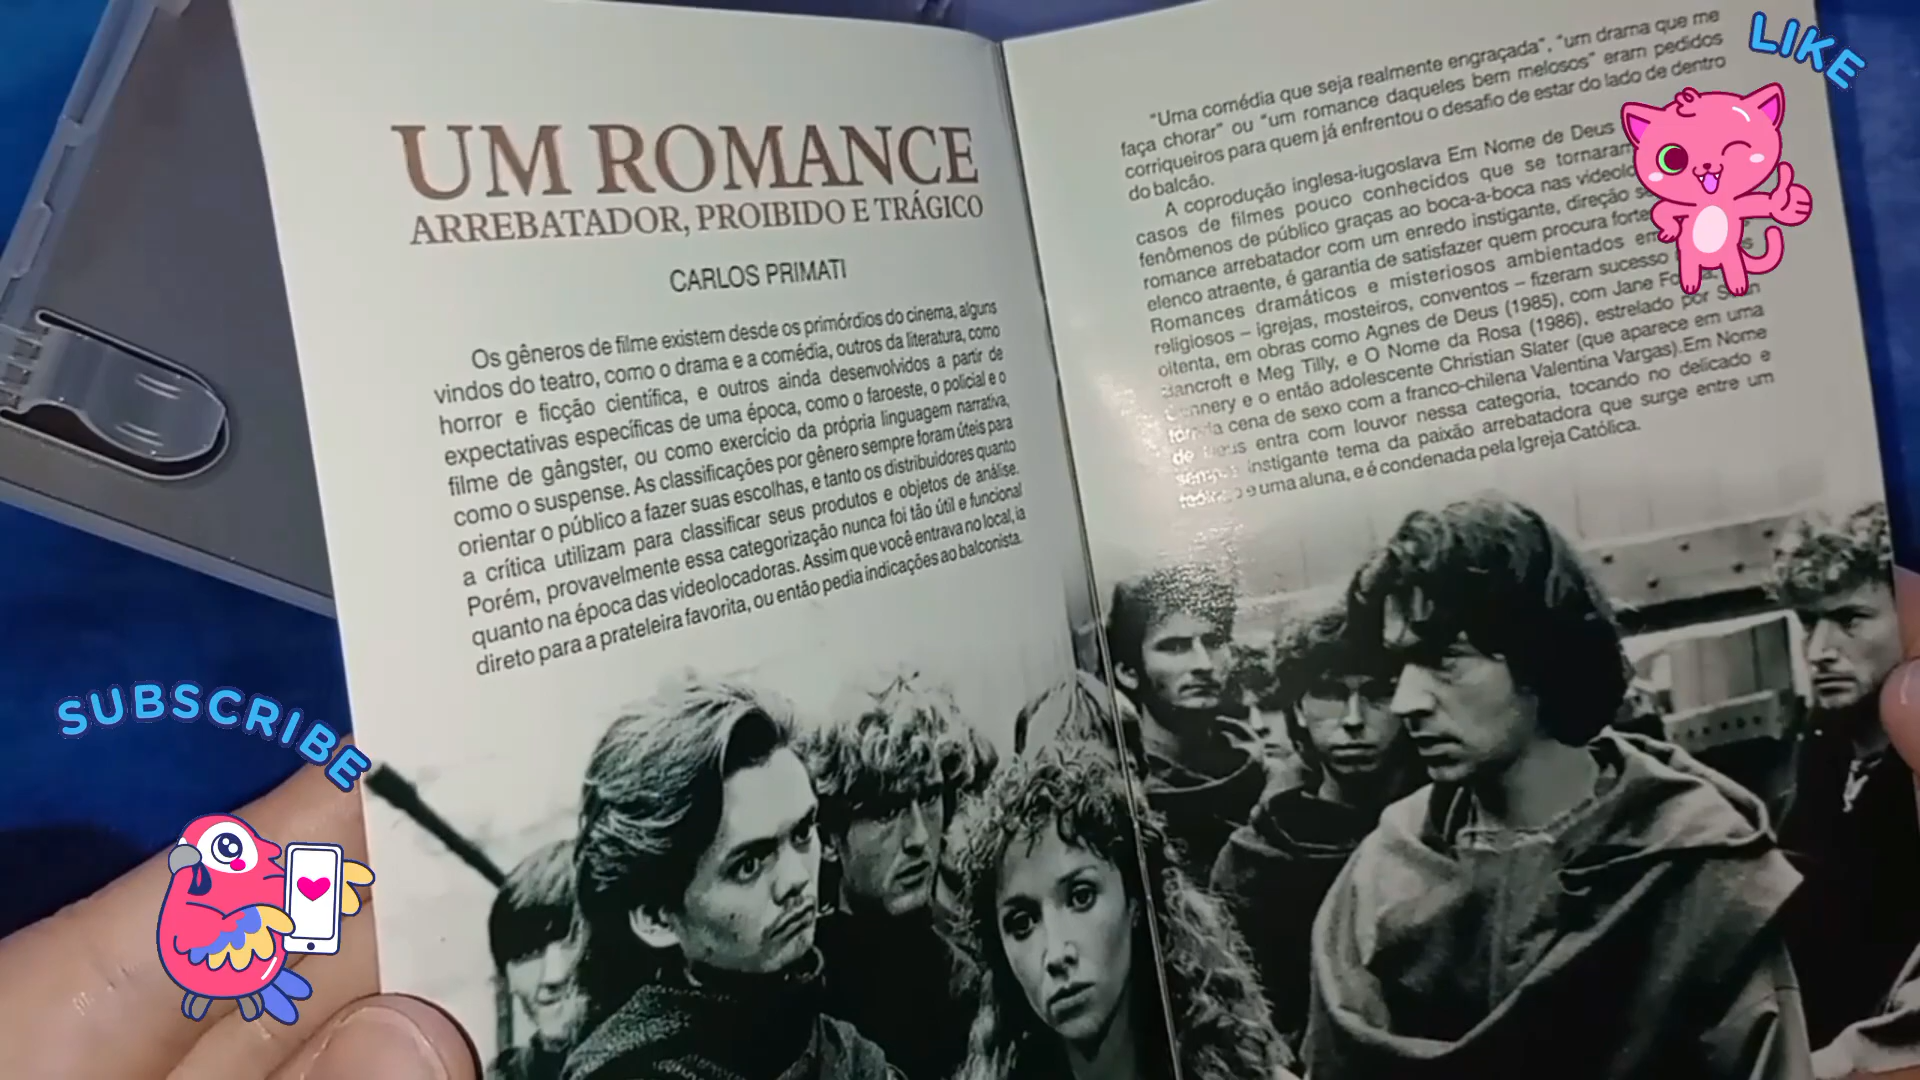 UM ROMANCE
ARREBATADOR, PROIBIDO E TRÁGICO
CARLOS PRIMATI
Os gêneros de filme existem desde os primórdios do cinema, alguns
vindos do teatro, como o drama e a comédia, outros da literatura, como
horror e ficção científica, e outros ainda desenvolvidos a partir de
expectativas específicas de uma época, como o faroeste, o policial e o
filme de gângster, ou como exercício da própria linguagem narrativa,
como o suspense. As classificações por gênero sempre foram úteis para
orientar o público a fazer suas escolhas, e tanto os distribuidores quanto
a crítica utilizam para classificar seus produtos e objetos de análise.
Porém, provavelmente essa categorização nunca foi tão útil e funcional
quanto na época das videolocadoras. Assim que você entrava no local, ia
direto para a prateleira favorita, ou então pedia indicações ao balconista.
"Uma comédia que seja realmente engraçada", "um drama que me
faça chorar" ou "um romance daqueles bem melosos" eram pedidos
corriqueiros para quem já enfrentou o desafio de estar do lado de dentro
do balcão.
A coprodução inglesa-iugoslava Em Nome de Deus
casos de filmes pouco conhecidos que se tornaram
fenômenos de público graças ao boca-a-boca nas
romance arrebatador com um enredo instigante, direção
elenco atraente, é garantia de satisfazer quem procura
Romances dramáticos e misteriosos ambientados
religiosos – igrejas, mosteiros, conventos – fizeram sucesso
oitenta, em obras como Agnes de Deus (1985), com Jane
Bancroft e Meg Tilly, e O Nome da Rosa (1986), estrelado por
Connery e o então adolescente Christian Slater (que aparece em uma
cena de sexo com a franco-chilena Valentina Vargas).Em Nome
de Deus entra com louvor nessa categoria, tocando no delicado e
instigante tema da paixão arrebatadora que surge entre um
e uma aluna, e é condenada pela Igreja Católica.
LIKE
SUBSCRIBE